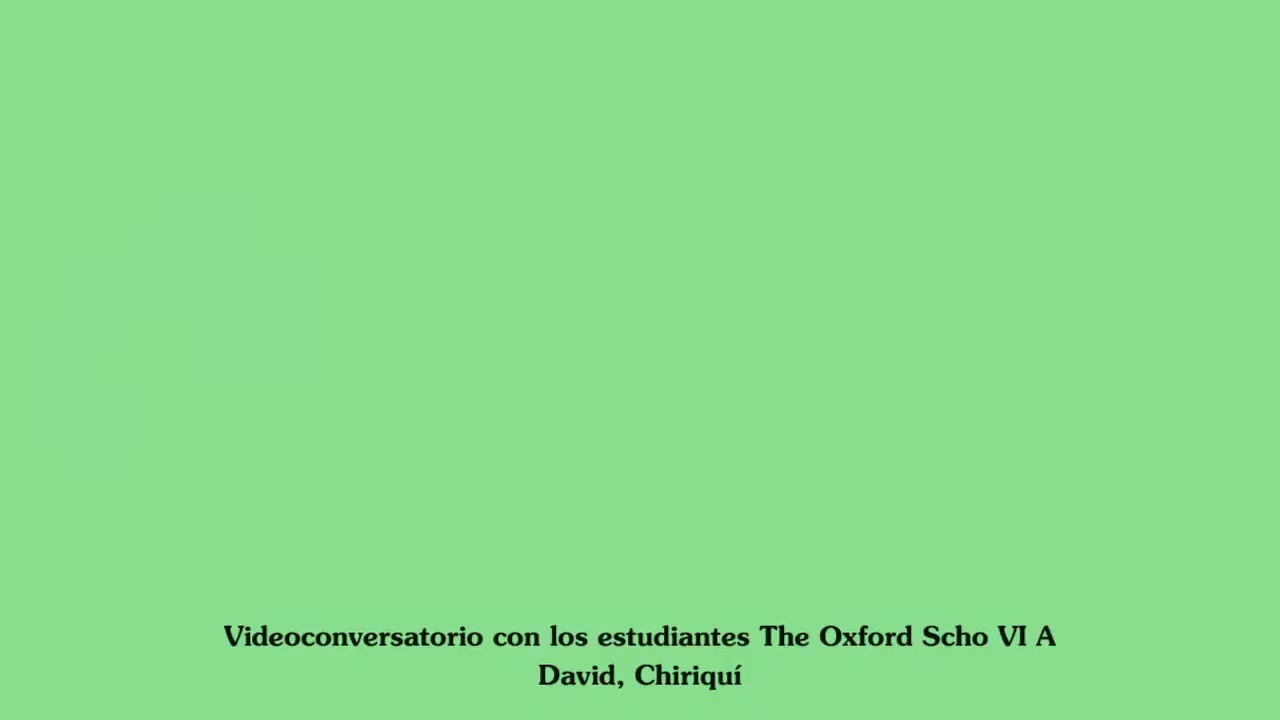 Videoconversatorio con los estudiantes The Oxford Scho VI A
David, Chiriquí